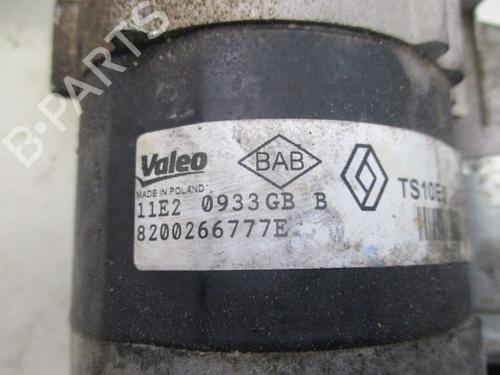 B-PARTS
Valeo
BAB
MADE IN POLAND
TS10E
11E2 0933GB B
8200266777E